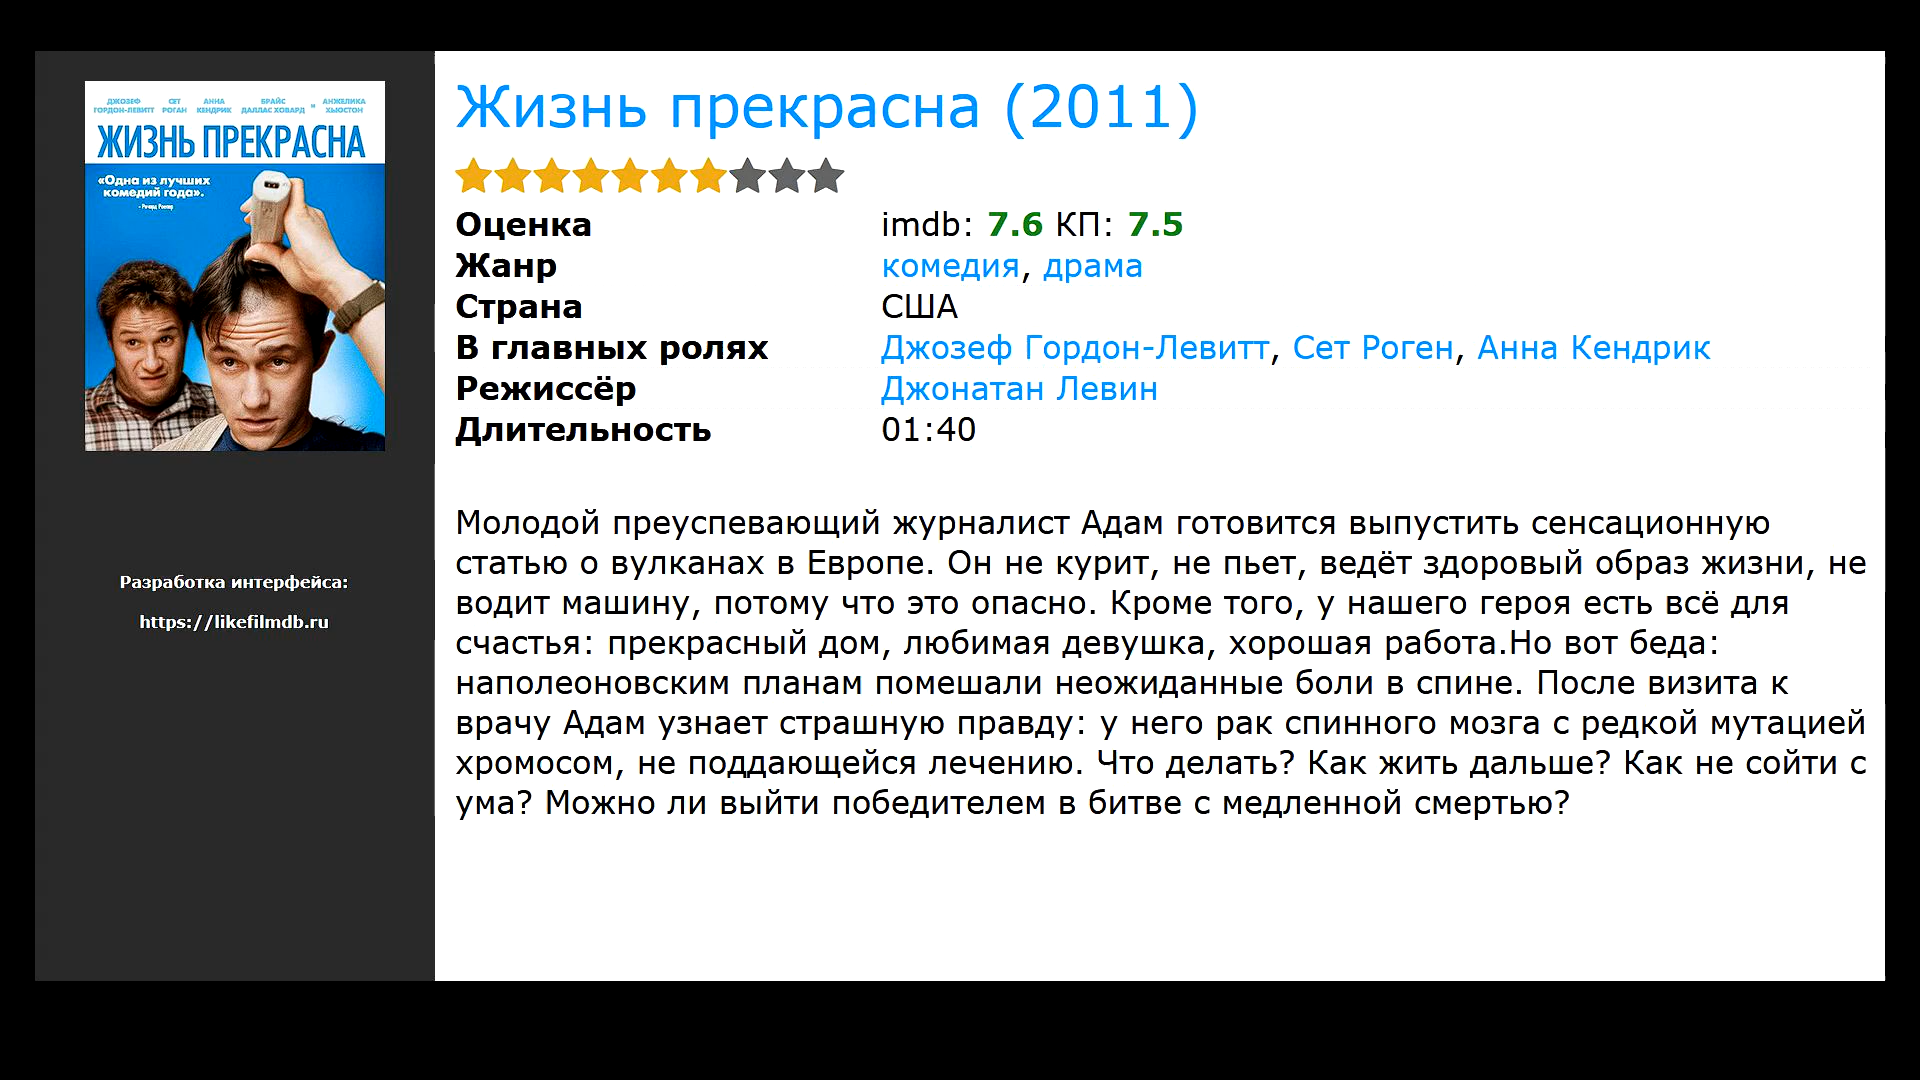 ДЖОЗЕФ ГОРДОН-ЛЕВИТТ СЕТ РОГАН АННА КЕНДРИК БРАЙС ДАЛЛАС ХОВАРД И АНЖЕЛИКА ХЬЮСТОН
ЖИЗНЬ ПРЕКРАСНА
«Одна из лучших
комедий года».
- Ричард Роепер
Разработка интерфейса:
https://likefilmdb.ru
Жизнь прекрасна (2011)
Оценка imdb: 7.6 КП: 7.5
Жанр комедия, драма
Страна США
В главных ролях Джозеф Гордон-Левитт, Сет Роген, Анна Кендрик
Режиссёр Джонатан Левин
Длительность 01:40
Молодой преуспевающий журналист Адам готовится выпустить сенсационную
статью о вулканах в Европе. Он не курит, не пьет, ведёт здоровый образ жизни, не
водит машину, потому что это опасно. Кроме того, у нашего героя есть всё для
счастья: прекрасный дом, любимая девушка, хорошая работа.Но вот беда:
наполеоновским планам помешали неожиданные боли в спине. После визита к
врачу Адам узнает страшную правду: у него рак спинного мозга с редкой мутацией
хромосом, не поддающейся лечению. Что делать? Как жить дальше? Как не сойти с
ума? Можно ли выйти победителем в битве с медленной смертью?